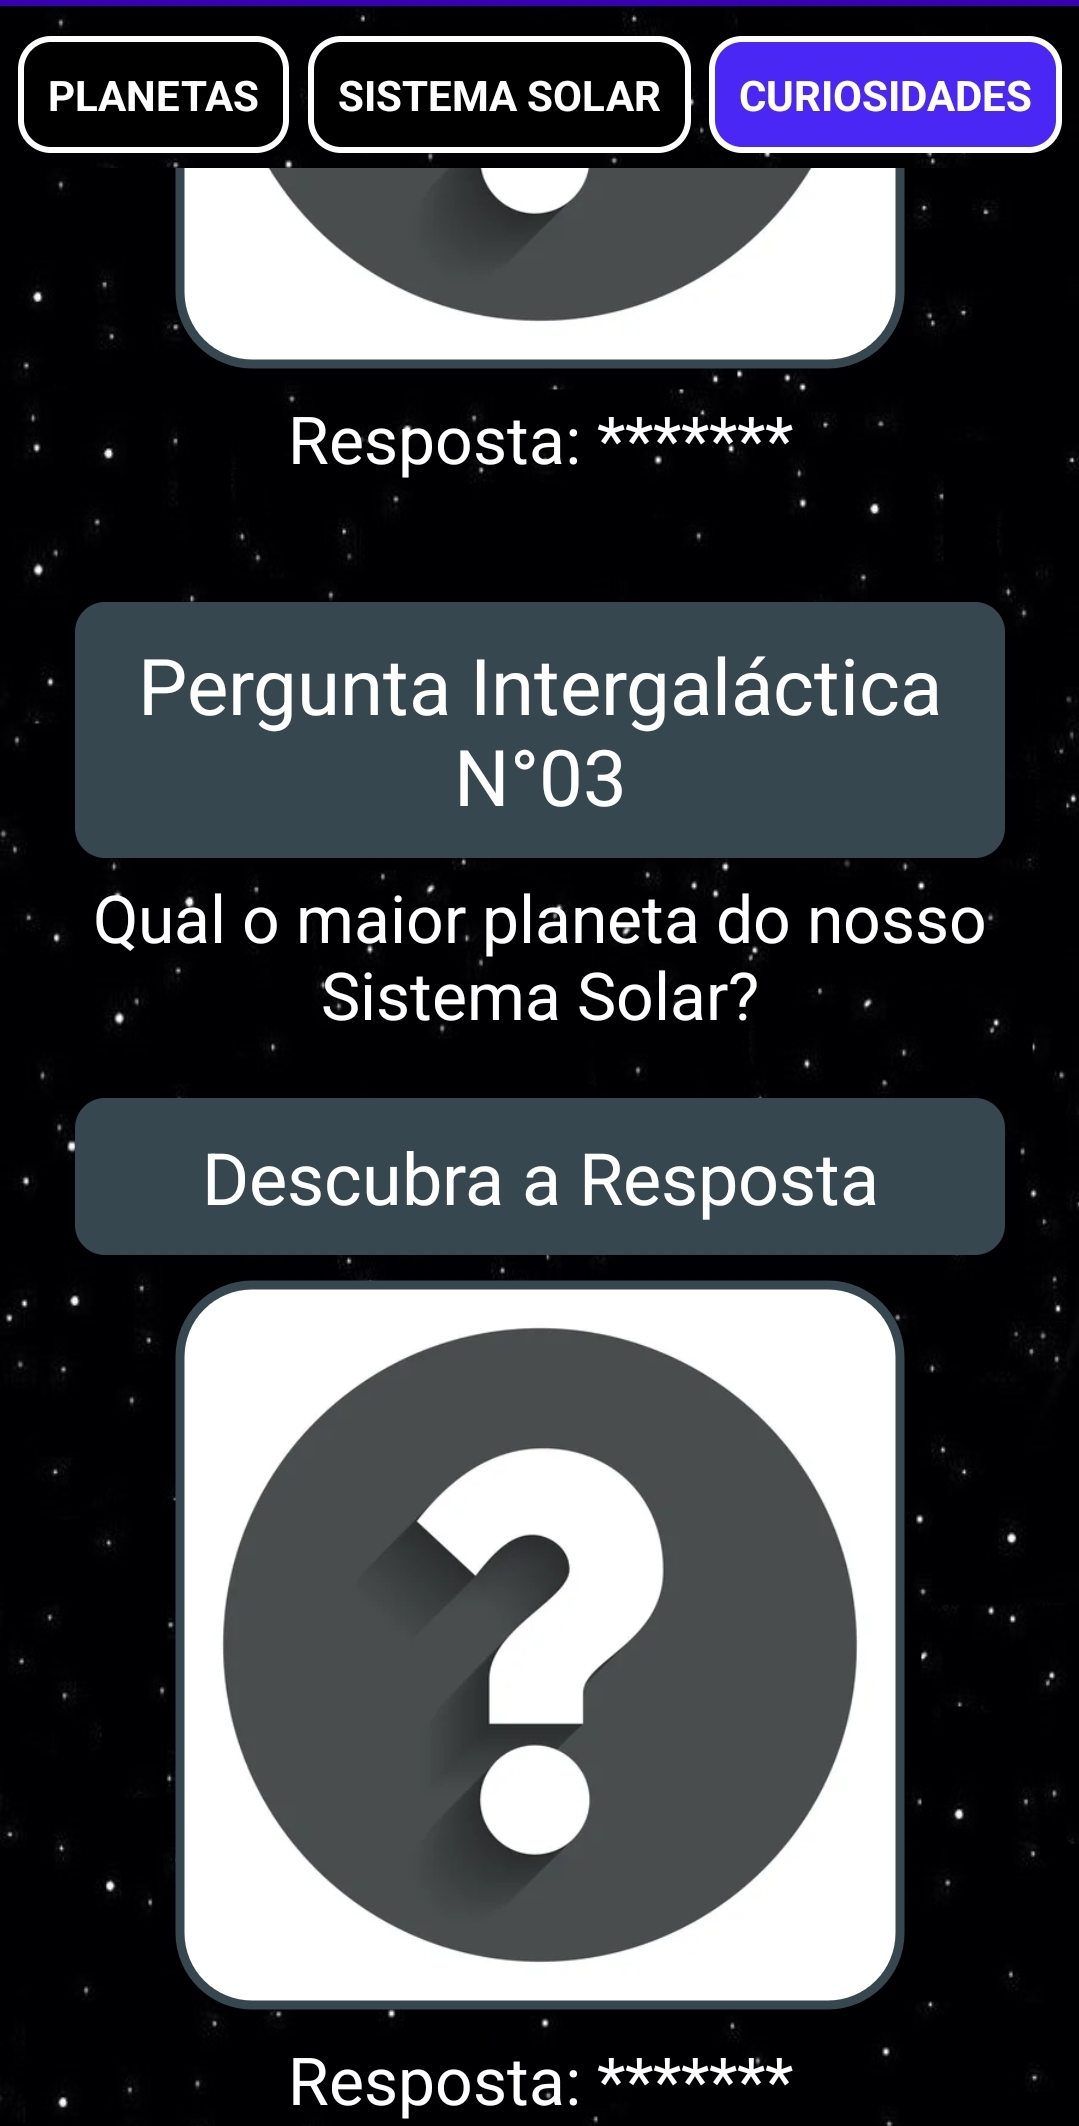 PLANETAS SISTEMA SOLAR CURIOSIDADES
Resposta: *******
Pergunta Intergaláctica
N°03
Qual o maior planeta do nosso
Sistema Solar?
Descubra a Resposta
?
Resposta: *******